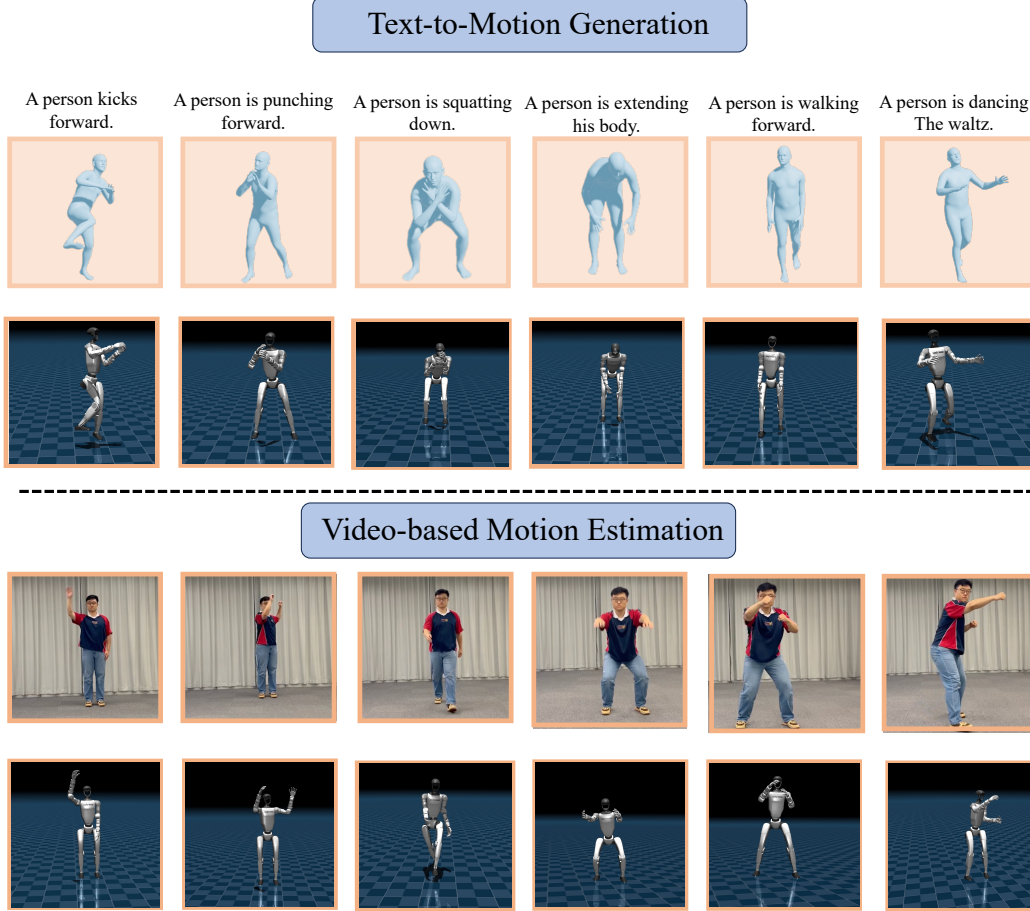 Text-to-Motion Generation
A person kicks
forward.
A person is punching
forward.
A person is squatting
down.
A person is extending
his body.
A person is walking
forward.
A person is dancing
The waltz.
Video-based Motion Estimation